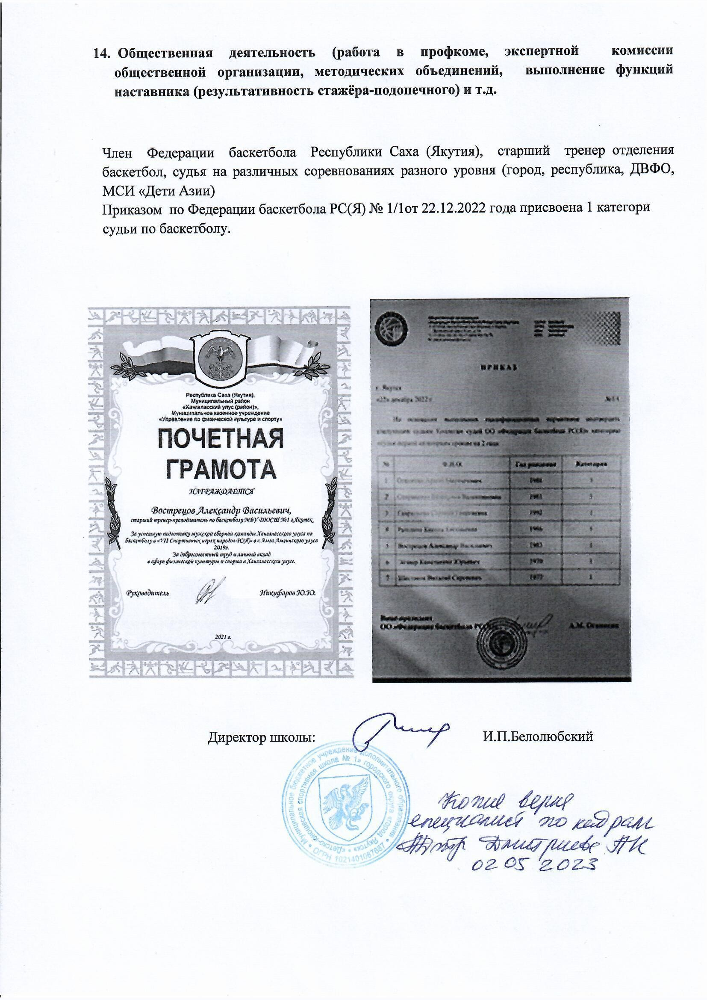 14. Общественная деятельность (работа в профкоме, экспертной комиссии
общественной организации, методических объединений, выполнение функций
наставника (результативность стажёра-подопечного) и т.д.
Член Федерации баскетбола Республики Саха (Якутия), старший тренер отделения
баскетбол, судья на различных соревнованиях разного уровня (город, республика, ДВФО,
МСИ «Дети Азии)
Приказом по Федерации баскетбола РС(Я) № 1/1от 22.12.2022 года присвоена 1 категори
судьи по баскетболу.
Республика Саха (Якутия),
Муниципальный район
«Хангаласский улус (район)»,
Муниципальное казенное учреждение
«Управление по физической культуре и спорту»
ПОЧЕТНАЯ
ГРАМОТА
НАГРАЖДАЕТСЯ
Вострецов Александр Васильевич,
старший тренер-преподаватель по баскетболу МБУ ДЮСШ №1 г.Якутск
За успешную подготовку мужской сборной команды Хангаласского улуса по
баскетболу в «VII Спортивных играх народов РС(Я)» в с.Амга Амгинского улуса
2019г.
За добросовестный труд и личный вклад
в сфере физической культуры и спорта в Хангаласском улусе.
Руководитель Никифоров Ю.Ю.
2021 г.
ПРИКАЗ
г. Якутск
«22» декабря 2022 г №1/1
На основании выполнения квалификационных нормативов подтвердить
следующим судьям Коллегии судей ОО «Федерация баскетбола РС(Я)» категорию
«судья первой категории» сроком на 2 года
№ Ф.И.О. Год рождения Категория
1 1
2 1
3 1992 1
4 1986 1
5 Вострецов Александр Васильевич 1963 1
6 Константин Юрьевич 1970 1
7 Виталий Сергеевич 1977 1
Вице-президент
ОО «Федерация баскетбола РС(Я)» А.М. Оганесян
Директор школы: И.П.Белолюбский
Муниципальное бюджетное учреждение дополнительного образования
«Детско-юношеская спортивная школа № 1» городского округа «город Якутск»
ОГРН 1021401067687
Копия верна
специалист по кадрам
Дмитриева АК
02 05 2023